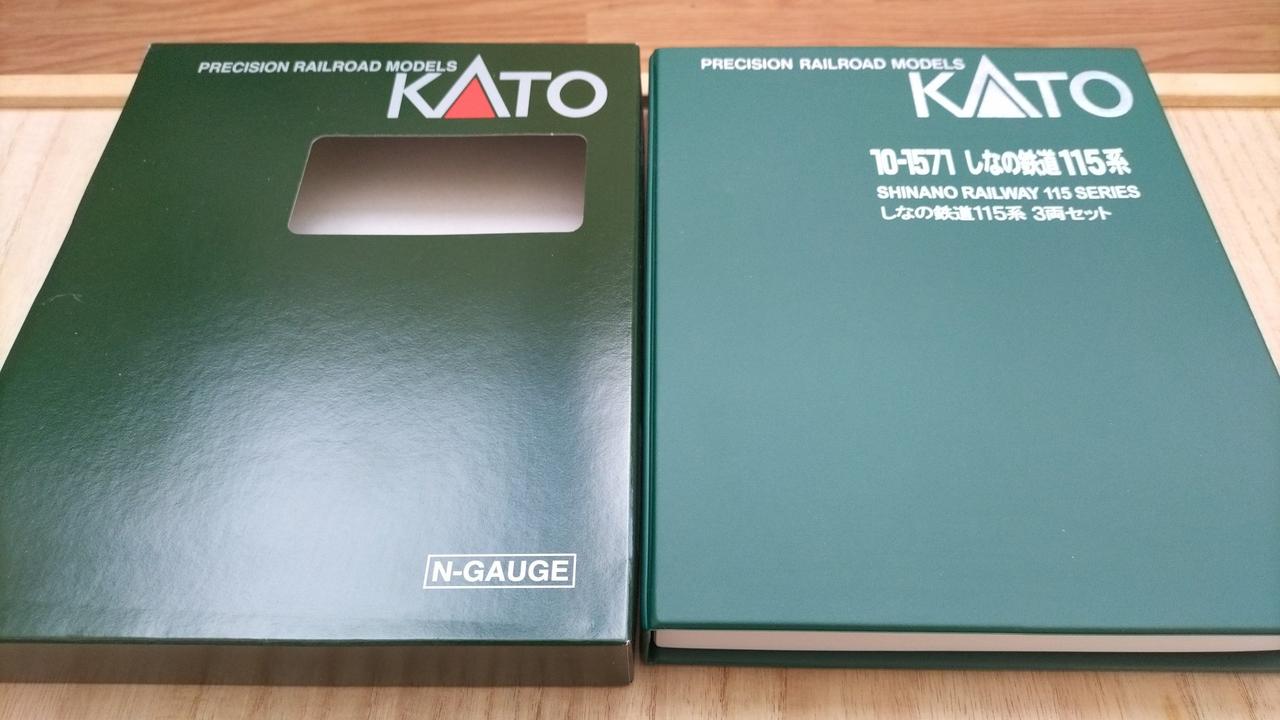 PRECISION RAILROAD MODELS
KATO
N-GAUGE
PRECISION RAILROAD MODELS
KATO
10-1571 しなの鉄道115系
SHINANO RAILWAY 115 SERIES
しなの鉄道115系 3両セット